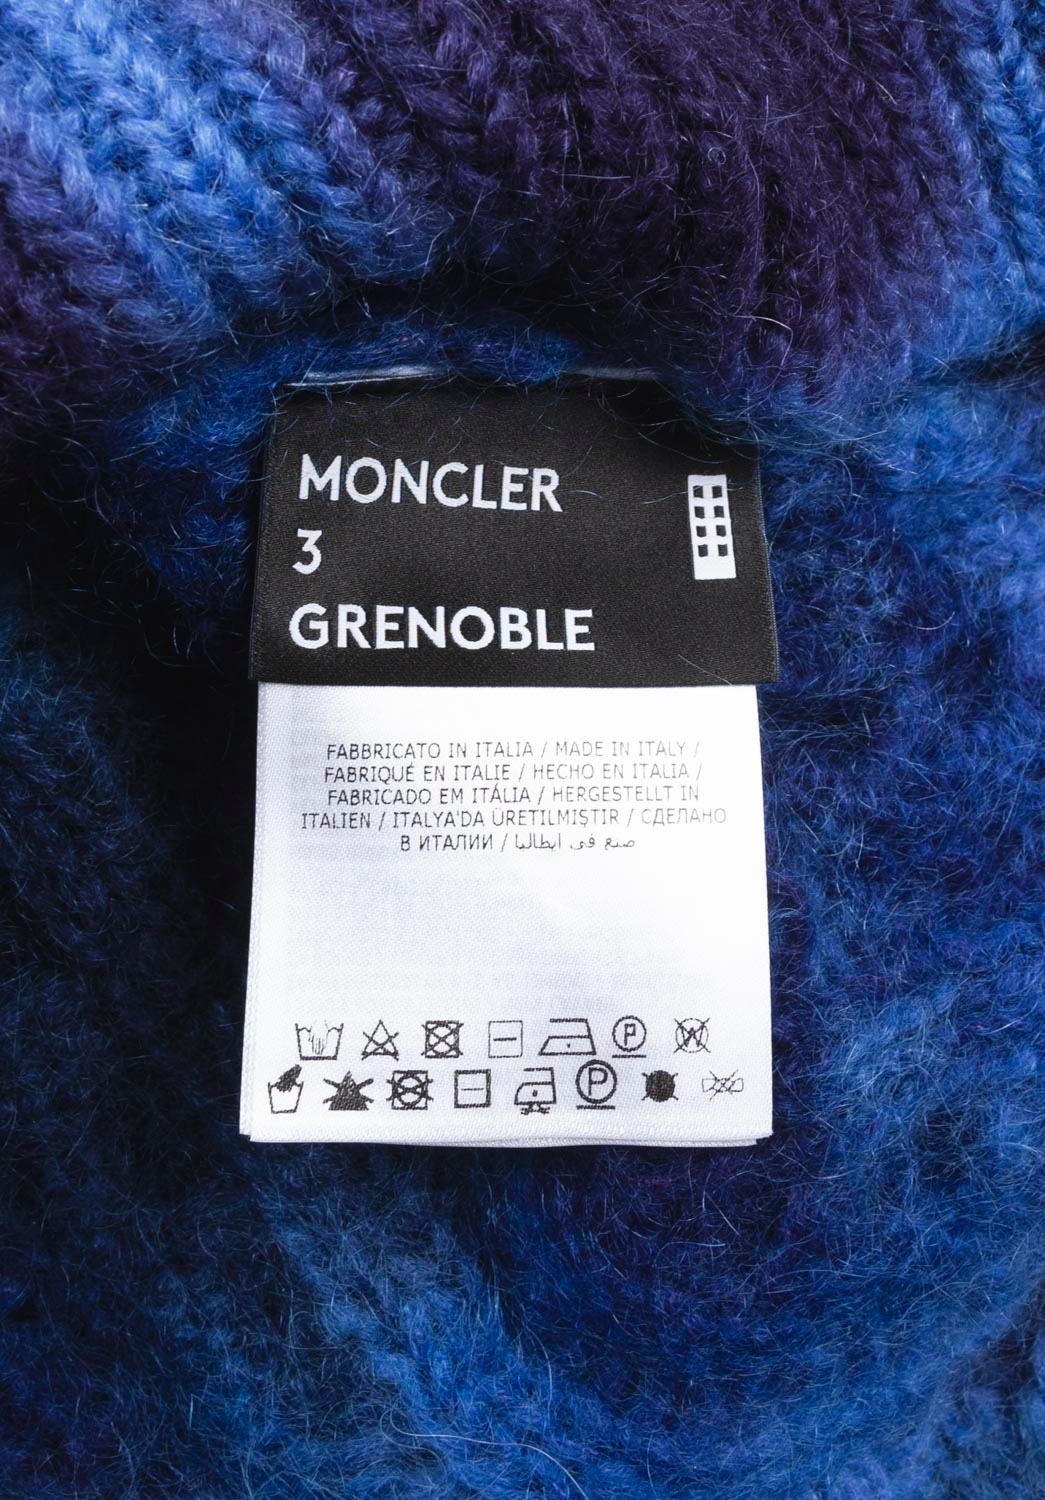 MONCLER
3
GRENOBLE
FABBRICATO IN ITALIA / MADE IN ITALY /
FABRIQUÉ EN ITALIE / HECHO EN ITALIA /
FABRICADO EM ITÁLIA / HERGESTELLT IN
ITALIEN / ITALYA'DA ÜRETILMIŞTIR / СДЕЛАНО
В ИТАЛИИ / صنع في ايطاليا
P
W
P